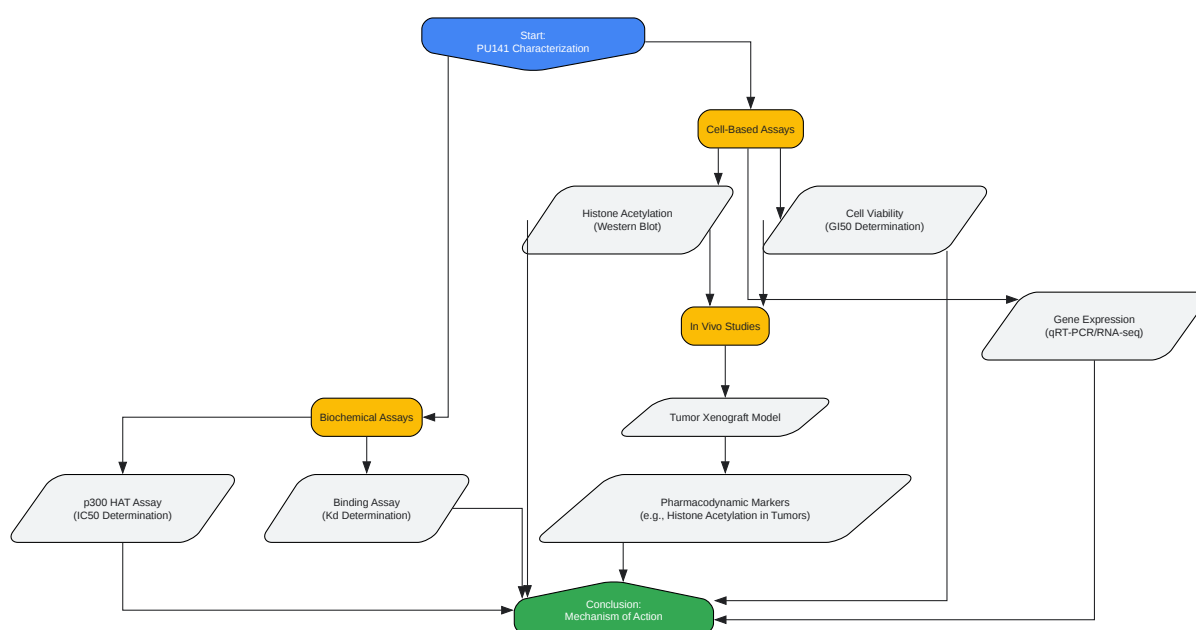 Start:
PU141 Characterization
Cell-Based Assays
Histone Acetylation
(Western Blot)
Cell Viability
(GI50 Determination)
Gene Expression
(qRT-PCR/RNA-seq)
In Vivo Studies
Biochemical Assays
Tumor Xenograft Model
p300 HAT Assay
(IC50 Determination)
Binding Assay
(Kd Determination)
Pharmacodynamic Markers
(e.g., Histone Acetylation in Tumors)
Conclusion:
Mechanism of Action